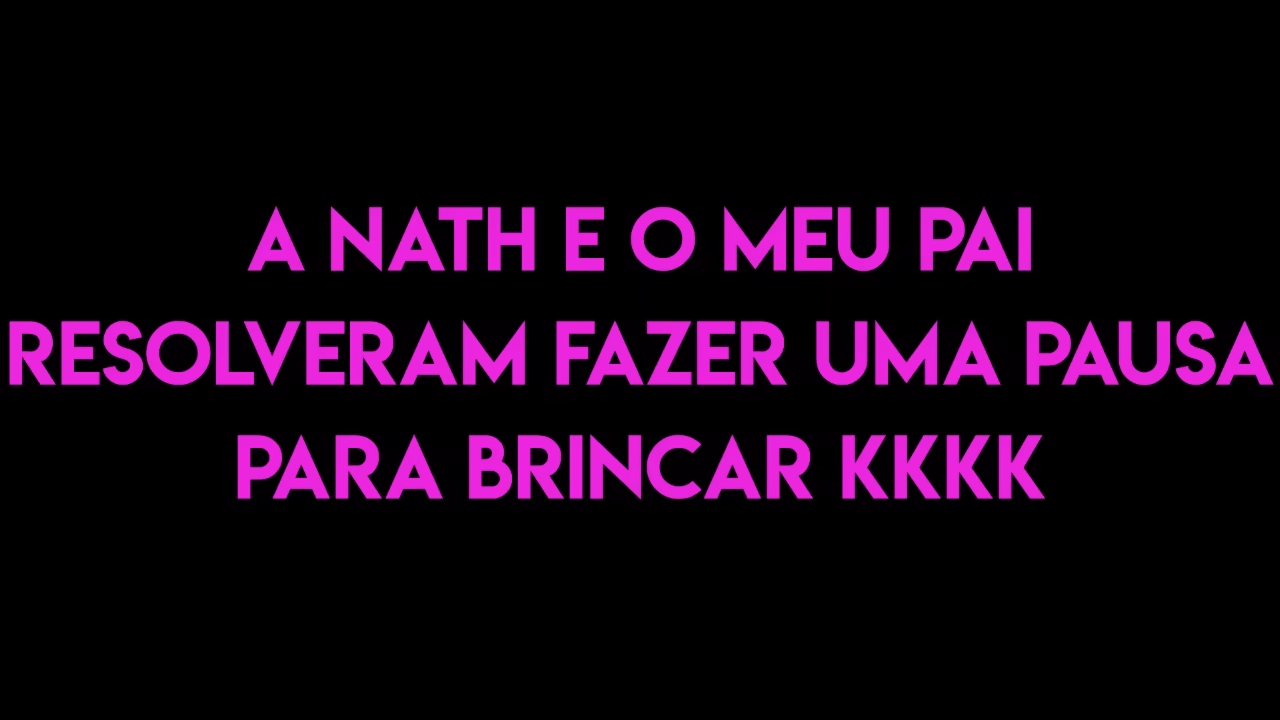 A NATH E O MEU PAI
RESOLVERAM FAZER UMA PAUSA
PARA BRINCAR KKKK